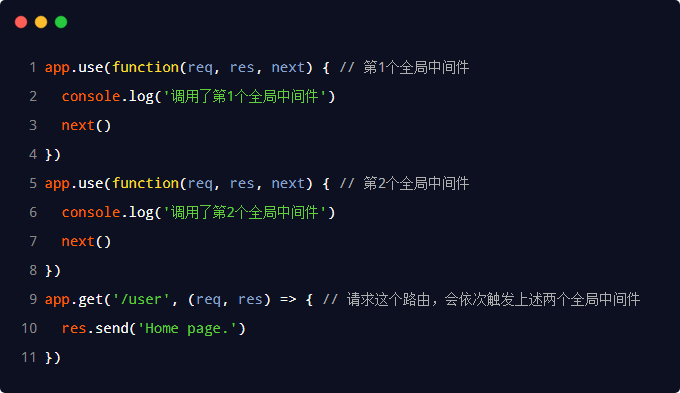 1 app.use(function(req, res, next) { // 第1个全局中间件
2   console.log('调用了第1个全局中间件')
3   next()
4 })
5 app.use(function(req, res, next) { // 第2个全局中间件
6   console.log('调用了第2个全局中间件')
7   next()
8 })
9 app.get('/user', (req, res) => { // 请求这个路由，会依次触发上述两个全局中间件
10   res.send('Home page.')
11 })